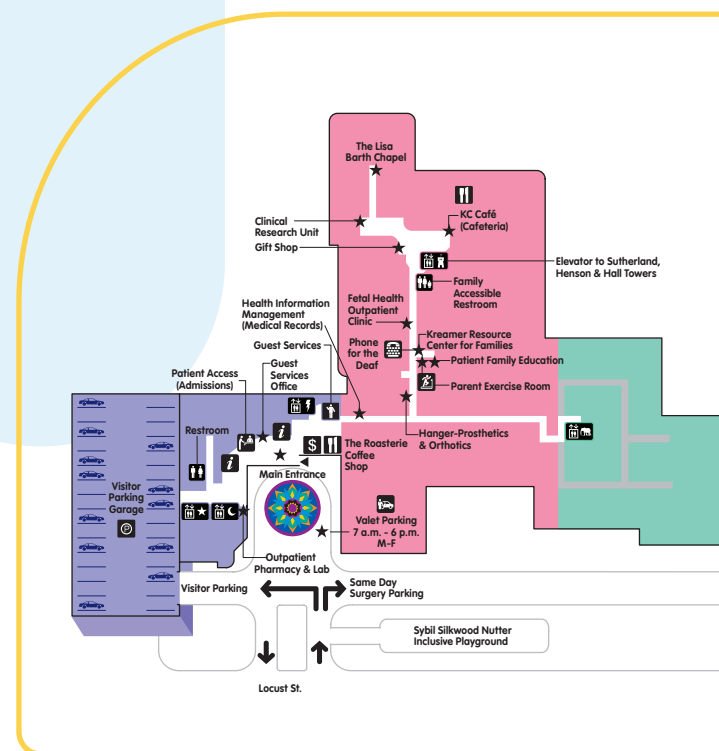 The Lisa
Barth Chapel
KC Café
(Cafeteria)
Clinical
Research Unit
Gift Shop
Elevator to Sutherland,
Henson & Hall Towers
Family
Accessible
Restroom
Fetal Health
Outpatient
Clinic
Health Information
Management
(Medical Records)
Kreamer Resource
Center for Families
Phone
for the
Deaf
Guest Services
Guest
Services
Office
Patient Family Education
Patient Access
(Admissions)
Parent Exercise Room
Restroom
i
i
$
The Roasterie
Coffee
Shop
Hanger-Prosthetics
& Orthotics
Main Entrance
Visitor
Parking
Garage
P
Valet Parking
7 a.m. - 6 p.m.
M-F
Outpatient
Pharmacy & Lab
Visitor Parking
Same Day
Surgery Parking
Sybil Silkwood Nutter
Inclusive Playground
Locust St.